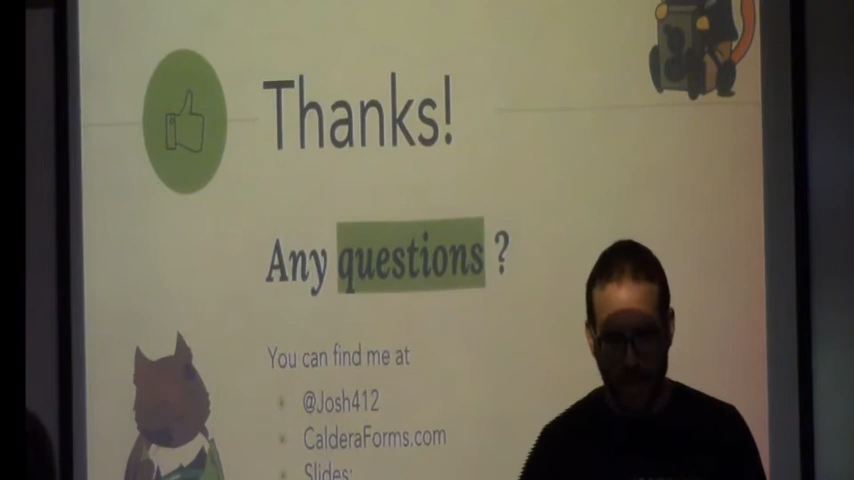 Thanks!
Any questions ?
You can find me at
@Josh412
CalderaForms.com
Slides: